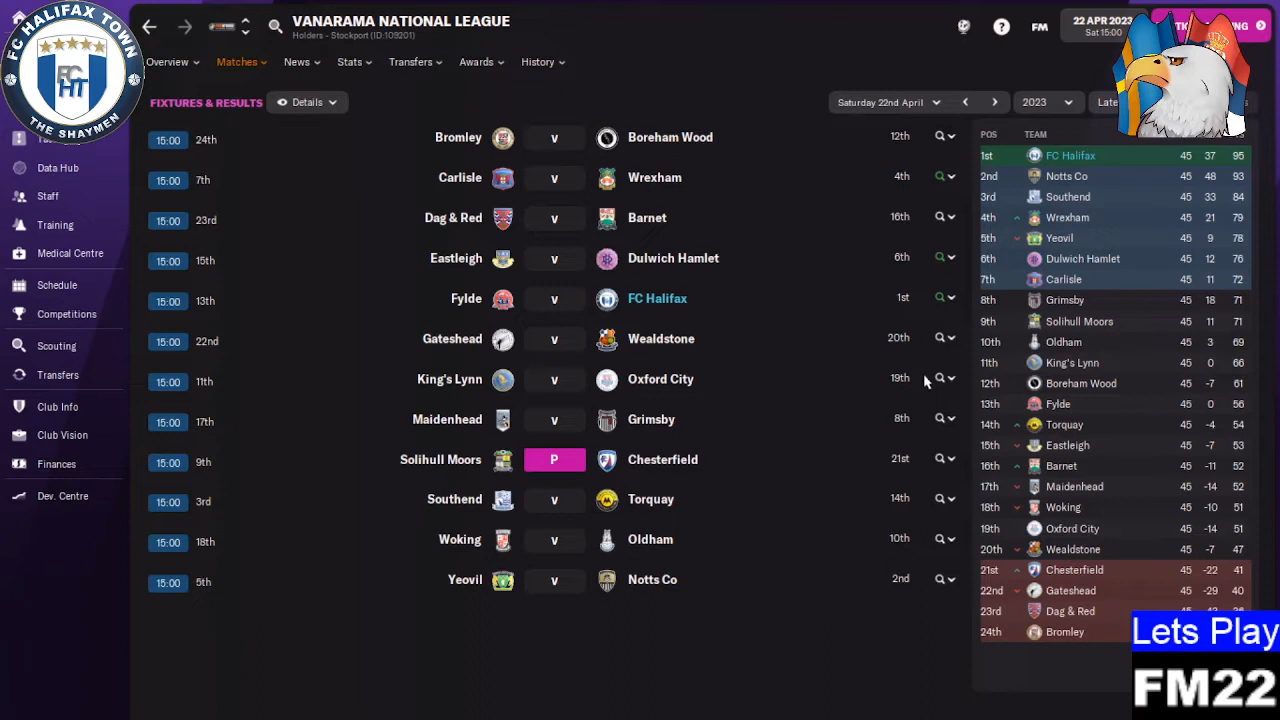 FC HALIFAX TOWN
FC
HT
THE SHAYMEN
VANARAMA NATIONAL LEAGUE
Holders - Stockport (ID:109201)
FM
22 APR 2023
Sat 15:00
Overview
Matches
News
Stats
Transfers
Awards
History
FIXTURES & RESULTS
Details
Saturday 22nd April
2023
Late
Data Hub
Staff
Training
Medical Centre
Schedule
Competitions
Scouting
Transfers
Club Info
Club Vision
Finances
Dev. Centre
15:00 24th Bromley v Boreham Wood 12th
15:00 7th Carlisle v Wrexham 4th
15:00 23rd Dag & Red v Barnet 16th
15:00 15th Eastleigh v Dulwich Hamlet 6th
15:00 13th Fylde v FC Halifax 1st
15:00 22nd Gateshead v Wealdstone 20th
15:00 11th King's Lynn v Oxford City 19th
15:00 17th Maidenhead v Grimsby 8th
15:00 9th Solihull Moors P Chesterfield 21st
15:00 3rd Southend v Torquay 14th
15:00 18th Woking v Oldham 10th
15:00 5th Yeovil v Notts Co 2nd
POS TEAM
1st FC Halifax 45 37 95
2nd Notts Co 45 48 93
3rd Southend 45 33 84
4th Wrexham 45 21 79
5th Yeovil 45 9 78
6th Dulwich Hamlet 45 12 76
7th Carlisle 45 11 72
8th Grimsby 45 18 71
9th Solihull Moors 45 11 71
10th Oldham 45 3 69
11th King's Lynn 45 0 66
12th Boreham Wood 45 -7 61
13th Fylde 45 0 56
14th Torquay 45 -4 54
15th Eastleigh 45 -7 53
16th Barnet 45 -11 52
17th Maidenhead 45 -14 52
18th Woking 45 -10 51
19th Oxford City 45 -14 51
20th Wealdstone 45 -7 47
21st Chesterfield 45 -22 41
22nd Gateshead 45 -29 40
23rd Dag & Red
24th Bromley
Lets Play
FM22